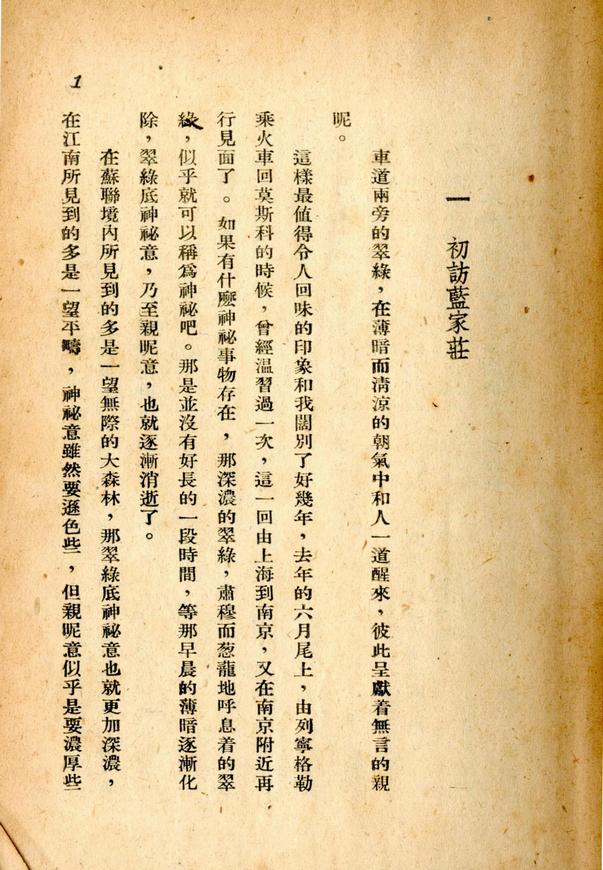 一　初訪藍家莊
車道兩旁的翠綠，在薄暗而淸涼的朝氣中和人一道醒來，彼此呈獻着無言的親
昵。
這樣最值得令人回味的印象和我闊別了好幾年，去年的六月尾上，由列寧格勒
乘火車回莫斯科的時候，曾經温習過一次，這一回由上海到南京，又在南京附近再
行見面了。如果有什麽神祕事物存在，那深濃的翠綠，肅穆而葱蘢地呼息着的翠
綠，似乎就可以稱爲神祕吧。那是並沒有好長的一段時間，等那早晨的薄暗逐漸化
除，翠綠底神祕意，乃至親昵意，也就逐漸消逝了。
在蘇聯境內所見到的多是一望無際的大森林，那翠綠底神祕意也就更加深濃，
在江南所見到的多是一望平疇，神祕意雖然要遜色些，但親昵意似乎是要濃厚些
1